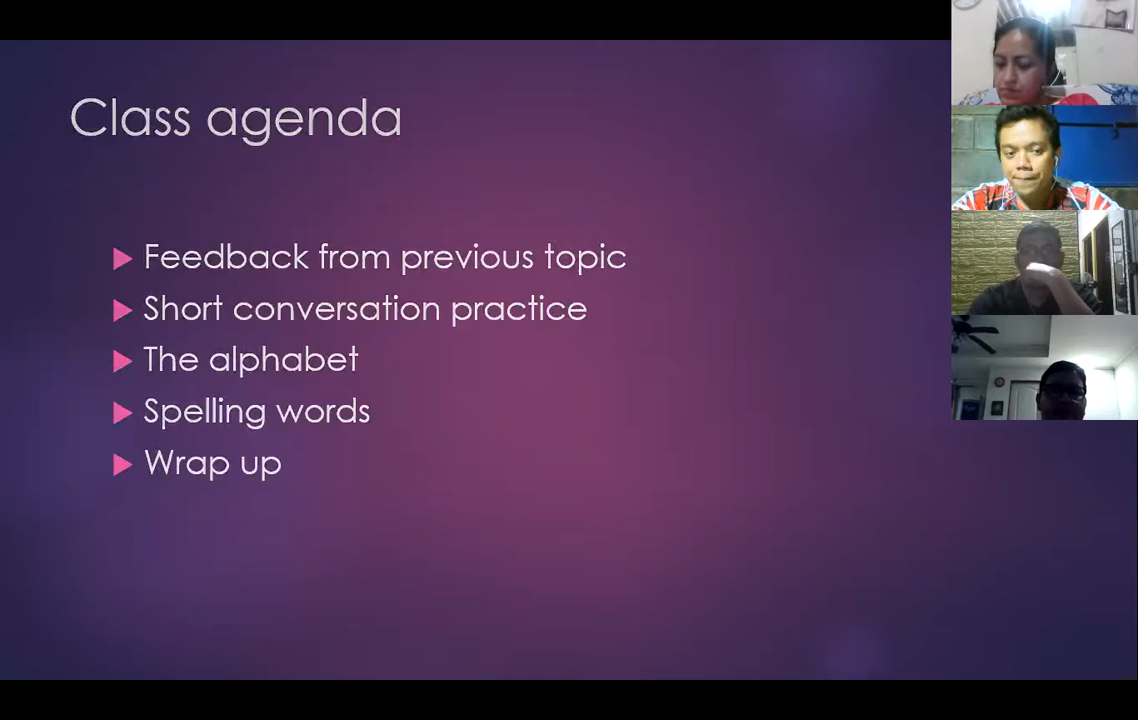 Class agenda
Feedback from previous topic
Short conversation practice
The alphabet
Spelling words
Wrap up